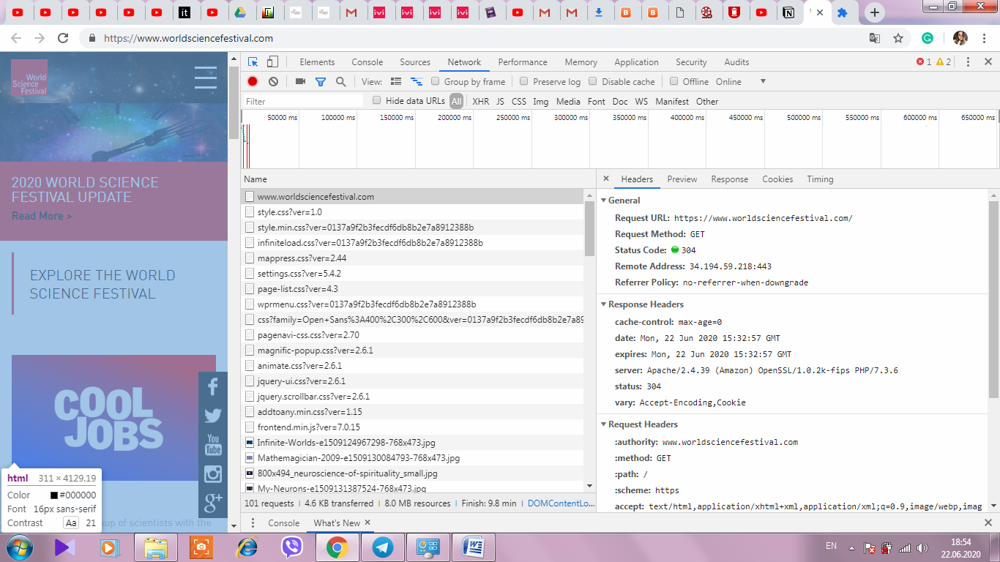 it
ivi
ivi
ivi
ivi
https://www.worldsciencefestival.com
World
Science
Festival
2020 WORLD SCIENCE
FESTIVAL UPDATE
Read More >
EXPLORE THE WORLD
SCIENCE FESTIVAL
COOL
JOBS
You
Tube
html 311 × 4129.19
Color #000000
Font 16px sans-serif
Contrast Aa 21
up of scientists with the
Elements Console Sources Network Performance Memory Application Security Audits 1 2
View: Group by frame Preserve log Disable cache Offline Online
Filter Hide data URLs All XHR JS CSS Img Media Font Doc WS Manifest Other
50000 ms 100000 ms 150000 ms 200000 ms 250000 ms 300000 ms 350000 ms 400000 ms 450000 ms 500000 ms 550000 ms 600000 ms 650000 ms
Name
www.worldsciencefestival.com
style.css?ver=1.0
style.min.css?ver=0137a9f2b3fecdf6db8b2e7a8912388b
infiniteload.css?ver=0137a9f2b3fecdf6db8b2e7a8912388b
mappress.css?ver=2.44
settings.css?ver=5.4.2
page-list.css?ver=4.3
wprmenu.css?ver=0137a9f2b3fecdf6db8b2e7a8912388b
css?family=Open+Sans%3A400%2C300%2C600&ver=0137a9f2b3fecdf6db8b2e7a89
pagenavi-css.css?ver=2.70
magnific-popup.css?ver=2.6.1
animate.css?ver=2.6.1
jquery-ui.css?ver=2.6.1
jquery.scrollbar.css?ver=2.6.1
addtoany.min.css?ver=1.15
frontend.min.js?ver=7.0.15
Infinite-Worlds-e1509124967298-768x473.jpg
Mathemagician-2009-e1509130084793-768x473.jpg
800x494_neuroscience-of-spirituality_small.jpg
My-Neurons-e1509131387524-768x473.jpg
101 requests 4.6 KB transferred 8.0 MB resources Finish: 9.8 min DOMContentLo...
Headers Preview Response Cookies Timing
General
Request URL: https://www.worldsciencefestival.com/
Request Method: GET
Status Code: 304
Remote Address: 34.194.59.218:443
Referrer Policy: no-referrer-when-downgrade
Response Headers
cache-control: max-age=0
date: Mon, 22 Jun 2020 15:32:57 GMT
expires: Mon, 22 Jun 2020 15:32:57 GMT
server: Apache/2.4.39 (Amazon) OpenSSL/1.0.2k-fips PHP/7.3.6
status: 304
vary: Accept-Encoding,Cookie
Request Headers
:authority: www.worldsciencefestival.com
:method: GET
:path: /
:scheme: https
accept: text/html,application/xhtml+xml,application/xml;q=0.9,image/webp,imag
Console What's New
EN 18:54
22.06.2020